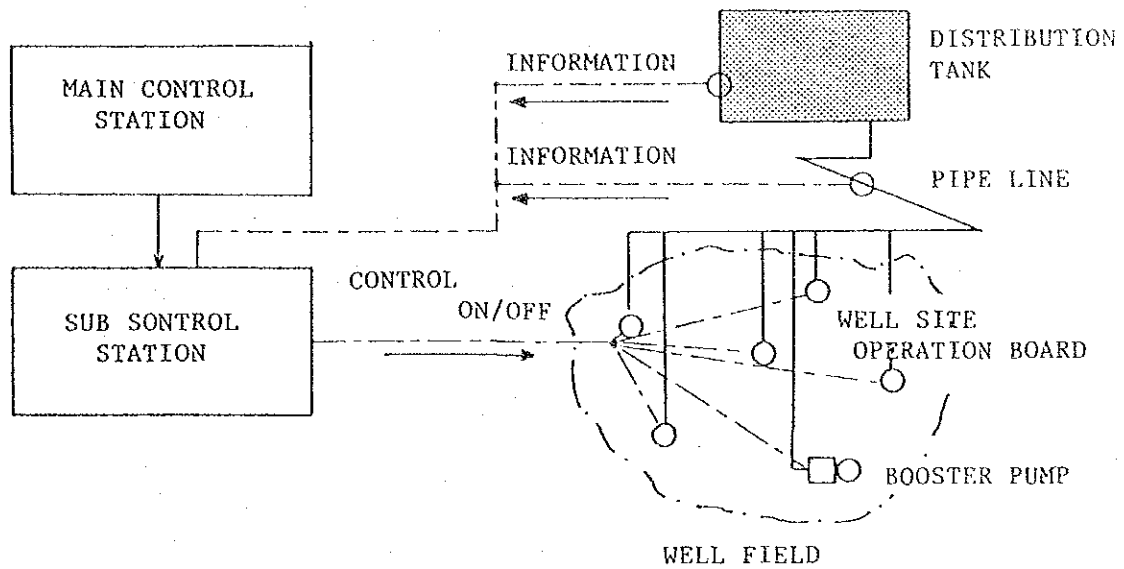 MAIN CONTROL
STATION
INFORMATION
DISTRIBUTION
TANK
INFORMATION
PIPE LINE
SUB SONTROL
STATION
CONTROL
ON/OFF
WELL SITE
OPERATION BOARD
BOOSTER PUMP
WELL FIELD